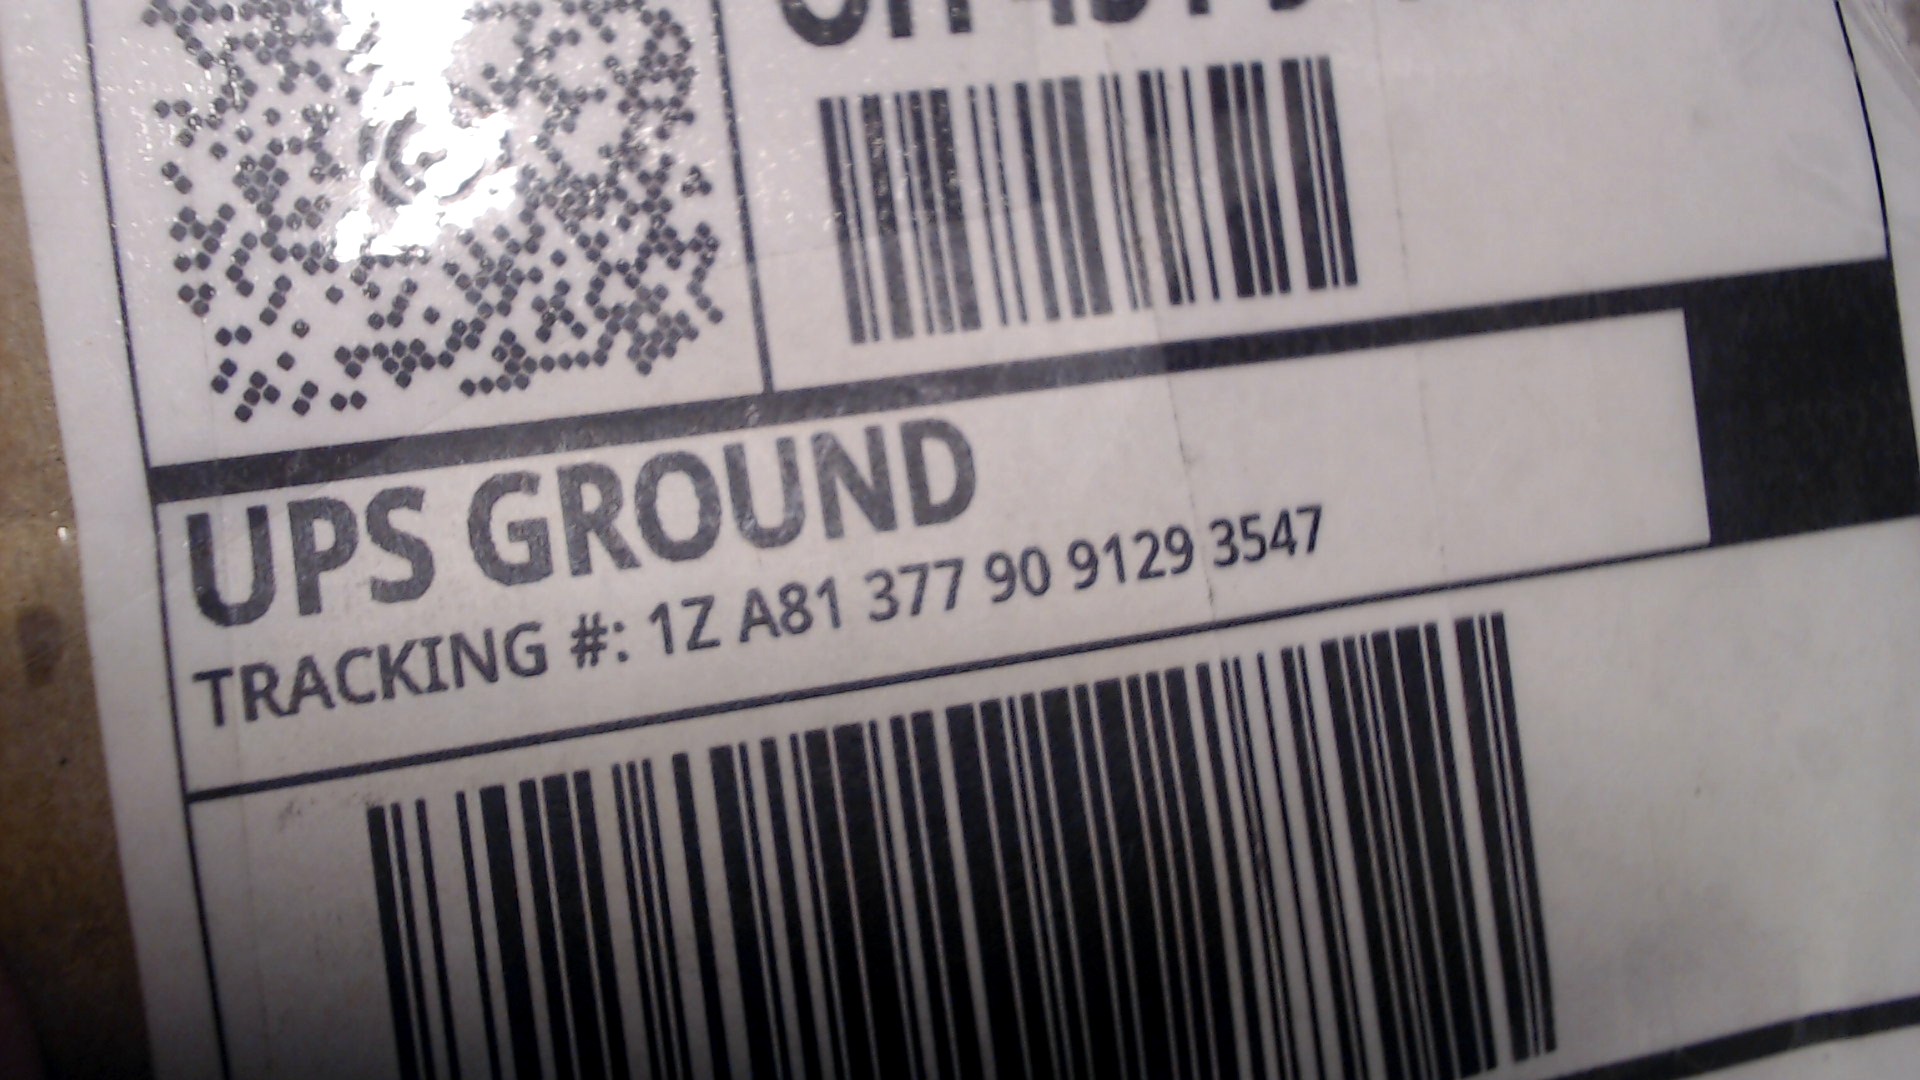 UPS GROUND
TRACKING #: 1Z A81 377 90 9129 3547